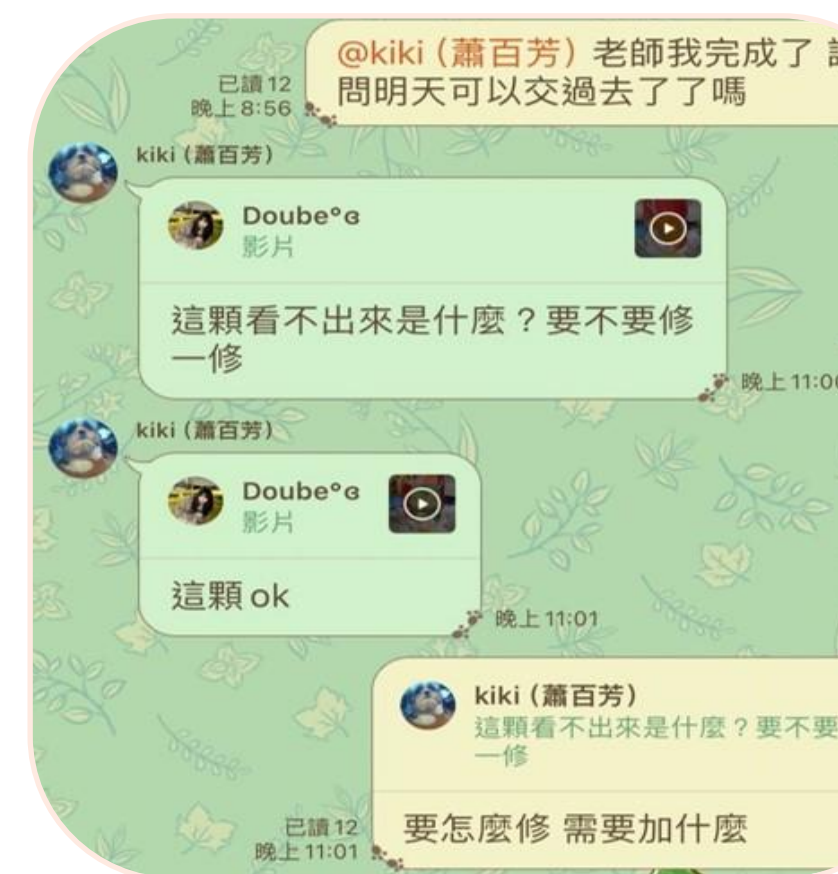 @kiki（蕭百芳）老師我完成了
問明天可以交過去了了嗎
已讀 12
晚上 8:56
kiki（蕭百芳）
Doube°ɞ
影片
這顆看不出來是什麼？要不要修
一修
晚上 11:00
kiki（蕭百芳）
Doube°ɞ
影片
這顆 ok
晚上 11:01
kiki（蕭百芳）
這顆看不出來是什麼？要不要
一修
要怎麼修 需要加什麼
已讀 12
晚上 11:01